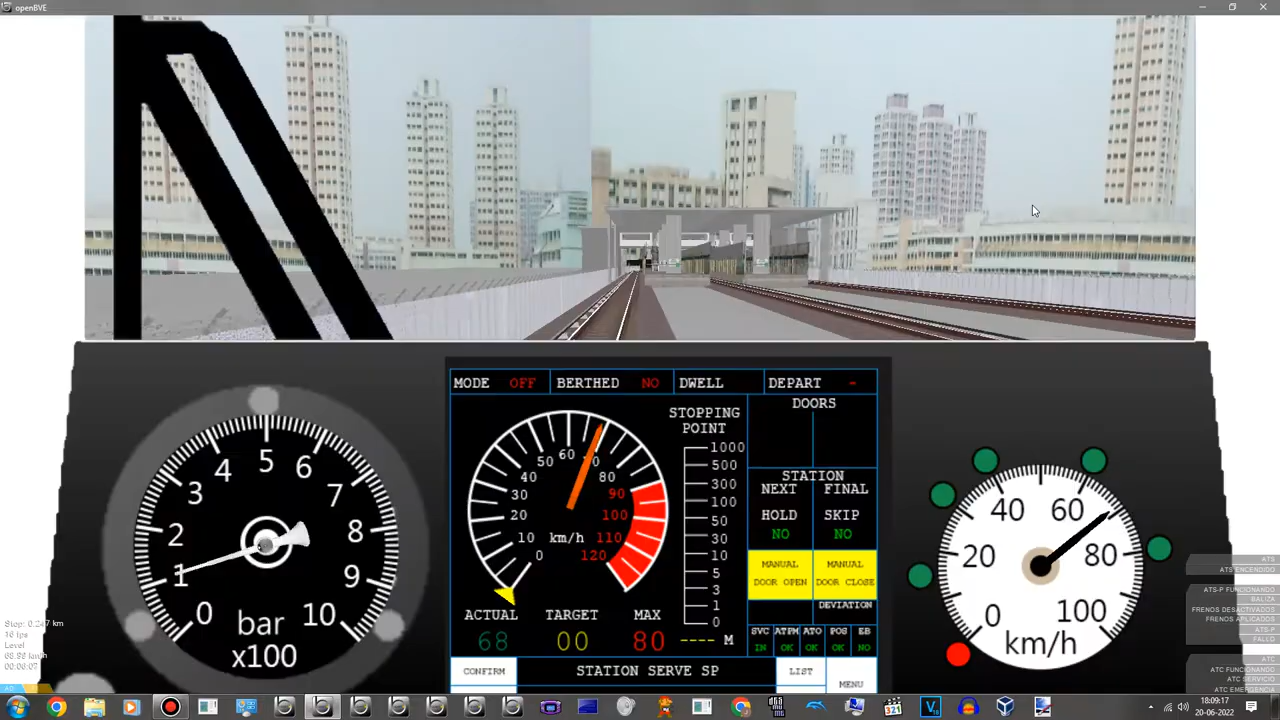 openBVE
MODE OFF BERTHED NO DWELL DEPART -
DOORS
STOPPING
POINT
1000
500
300
100
50
30
10
5
3
1
0
---- M
0
10
20
30
40
50
60
70
80
90
100
110
120
km/h
ACTUAL TARGET MAX
68 00 80
STATION
NEXT FINAL
HOLD SKIP
NO NO
MANUAL
DOOR OPEN
MANUAL
DOOR CLOSE
DEVIATION
SVC ATPM ATO POS EB
IN OK OK OK NO
CONFIRM STATION SERVE SP LIST MENU
0
1
2
3
4
5
6
7
8
9
10
bar
x100
0
20
40
60
80
100
km/h
Level
00:00:07
ATS
ATS ENCENDIDO
ATS-P FUNCIONANDO
BALIZA
FRENOS DESACTIVADOS
FRENOS APLICADOS
ATS-P
FALLO
ATC
ATC FUNCIONANDO
ATC SERVICIO
ATC EMERGENCIA
321
18:09:17
20-06-2022